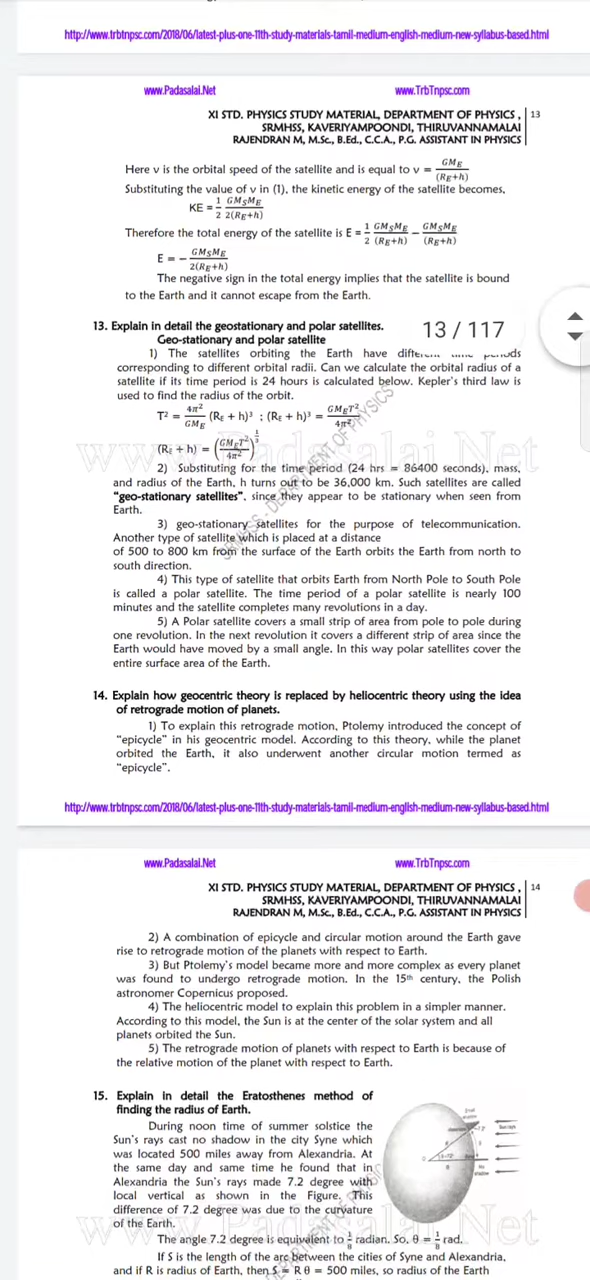 http://www.trbtnpsc.com/2018/06/latest-plus-one-11th-study-materials-tamil-medium-english-medium-new-syllabus-based.html
www.Padasalai.Net www.TrbTnpsc.com
XI STD. PHYSICS STUDY MATERIAL, DEPARTMENT OF PHYSICS , 13
SRMHSS, KAVERIYAMPOONDI, THIRUVANNAMALAI
RAJENDRAN M, M.Sc., B.Ed., C.C.A., P.G. ASSISTANT IN PHYSICS
Here v is the orbital speed of the satellite and is equal to v = GM_E/(R_E+h)
Substituting the value of v in (1), the kinetic energy of the satellite becomes,
KE = 1/2 GM_SM_E/2(R_E+h)
Therefore the total energy of the satellite is E = 1/2 GM_SM_E/(R_E+h) − GM_SM_E/(R_E+h)
E = − GM_SM_E/2(R_E+h)
The negative sign in the total energy implies that the satellite is bound
to the Earth and it cannot escape from the Earth.
13. Explain in detail the geostationary and polar satellites.
13 / 117
Geo-stationary and polar satellite
1) The satellites orbiting the Earth have
corresponding to different orbital radii. Can we calculate the orbital radius of a
satellite if its time period is 24 hours is calculated below. Kepler's third law is
used to find the radius of the orbit.
T² = 4π²/GM_E (R_E + h)³ ; (R_E + h)³ = GM_ET²/4π²
(R_E + h) = (GM_ET²/4π²)^1/3
2) Substituting for the time period (24 hrs = 86400 seconds), mass,
and radius of the Earth, h turns out to be 36,000 km. Such satellites are called
"geo-stationary satellites", since they appear to be stationary when seen from
Earth.
3) geo-stationary satellites for the purpose of telecommunication.
Another type of satellite which is placed at a distance
of 500 to 800 km from the surface of the Earth orbits the Earth from north to
south direction.
4) This type of satellite that orbits Earth from North Pole to South Pole
is called a polar satellite. The time period of a polar satellite is nearly 100
minutes and the satellite completes many revolutions in a day.
5) A Polar satellite covers a small strip of area from pole to pole during
one revolution. In the next revolution it covers a different strip of area since the
Earth would have moved by a small angle. In this way polar satellites cover the
entire surface area of the Earth.
14. Explain how geocentric theory is replaced by heliocentric theory using the idea
of retrograde motion of planets.
1) To explain this retrograde motion, Ptolemy introduced the concept of
"epicycle" in his geocentric model. According to this theory, while the planet
orbited the Earth, it also underwent another circular motion termed as
"epicycle".
http://www.trbtnpsc.com/2018/06/latest-plus-one-11th-study-materials-tamil-medium-english-medium-new-syllabus-based.html
www.Padasalai.Net www.TrbTnpsc.com
XI STD. PHYSICS STUDY MATERIAL, DEPARTMENT OF PHYSICS , 14
SRMHSS, KAVERIYAMPOONDI, THIRUVANNAMALAI
RAJENDRAN M, M.Sc., B.Ed., C.C.A., P.G. ASSISTANT IN PHYSICS
2) A combination of epicycle and circular motion around the Earth gave
rise to retrograde motion of the planets with respect to Earth.
3) But Ptolemy's model became more and more complex as every planet
was found to undergo retrograde motion. In the 15th century, the Polish
astronomer Copernicus proposed.
4) The heliocentric model to explain this problem in a simpler manner.
According to this model, the Sun is at the center of the solar system and all
planets orbited the Sun.
5) The retrograde motion of planets with respect to Earth is because of
the relative motion of the planet with respect to Earth.
15. Explain in detail the Eratosthenes method of
finding the radius of Earth.
During noon time of summer solstice the
Sun's rays cast no shadow in the city Syne which
was located 500 miles away from Alexandria. At
the same day and same time he found that in
Alexandria the Sun's rays made 7.2 degree with
local vertical as shown in the Figure. This
difference of 7.2 degree was due to the curvature
of the Earth.
The angle 7.2 degree is equivalent to 1/8 radian. So, θ = 1/8 rad.
If S is the length of the arc between the cities of Syne and Alexandria,
and if R is radius of Earth, then S = R θ = 500 miles, so radius of the Earth